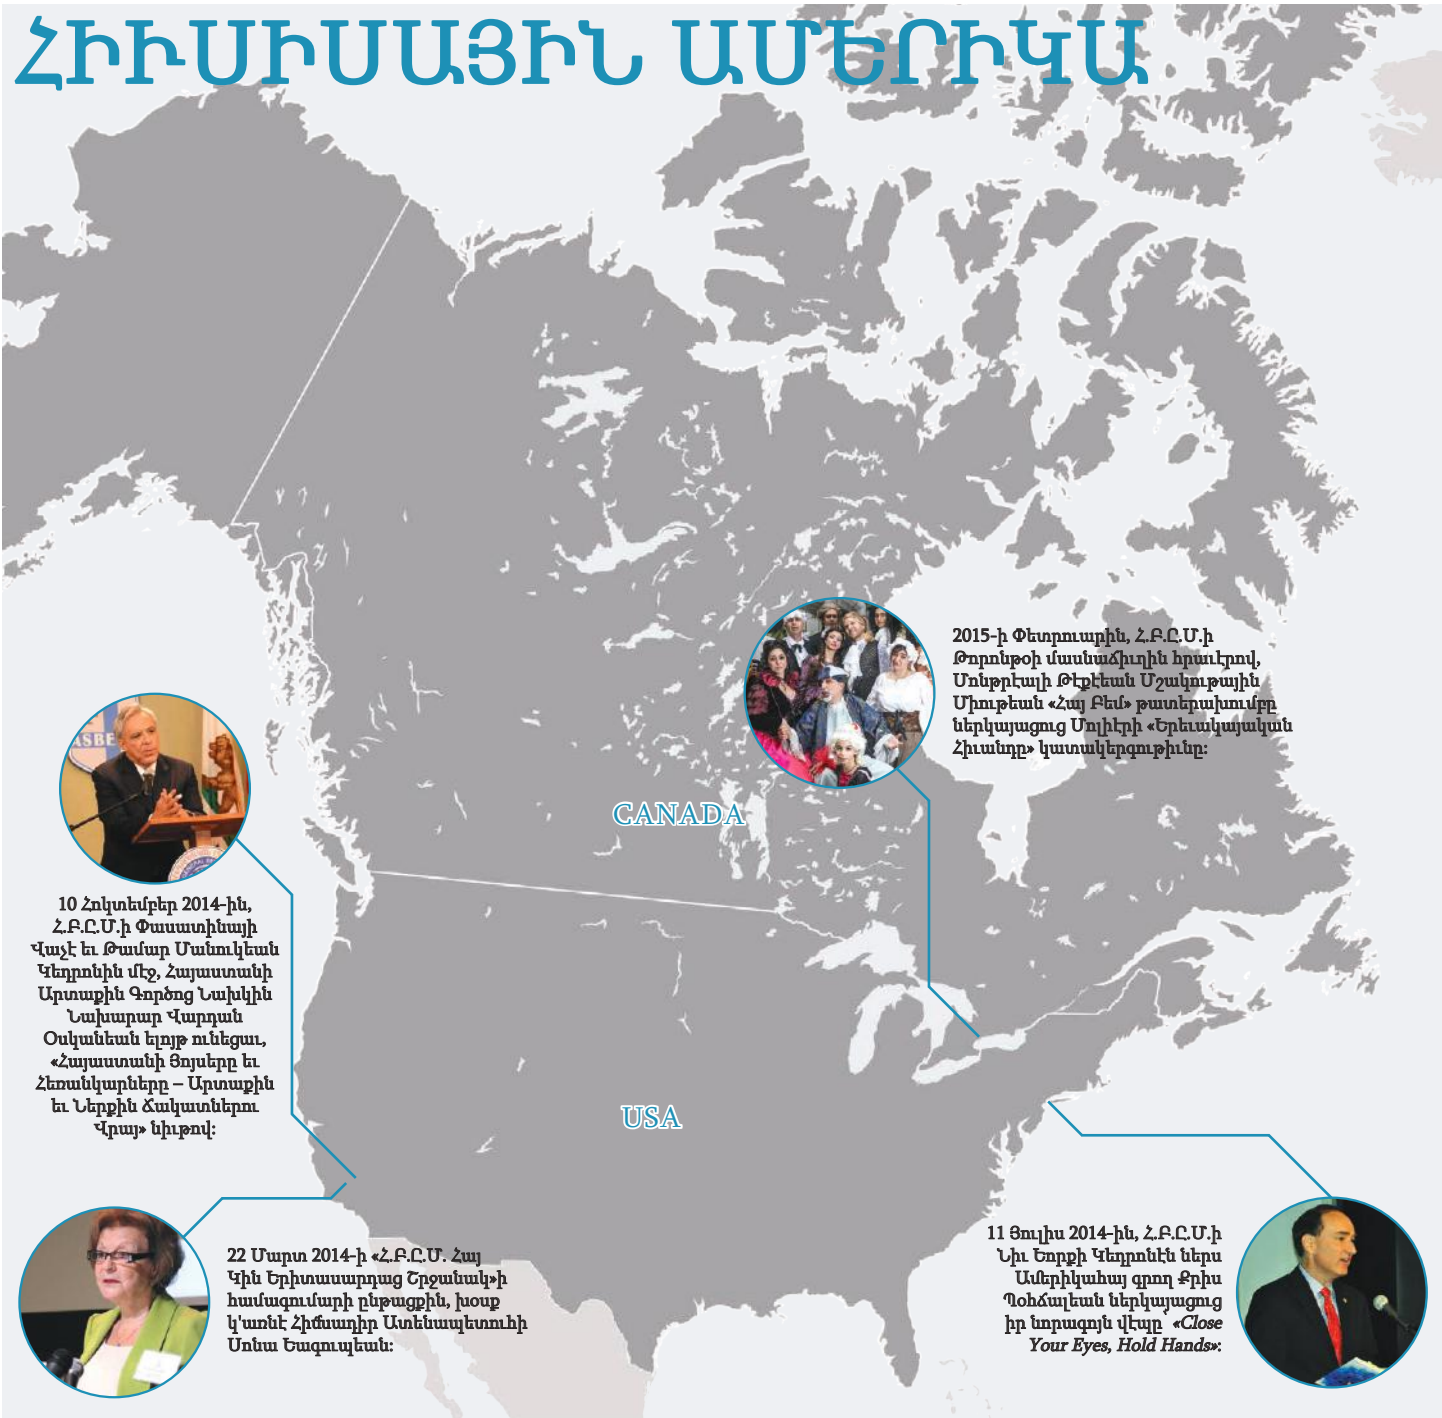 ՀԻՒՍԻՍԱՅԻՆ ԱՄԵՐԻԿԱ
2015-ի Փետրուարին, Հ.Բ.Ը.Մ.ի
Թորոնթօի մասնաճիւղին հրաւէրով,
Մոնթրէալի Թէքէեան Մշակութային
Միութեան «Հայ Բեմ» թատերախումբը
ներկայացուց Մոլիէրի «Երեւակայական
Հիւանդը» կատակերգութիւնը:
ASBE
CANADA
10 Հոկտեմբեր 2014-ին,
Հ.Բ.Ը.Մ.ի Փասատինայի
Վաչէ եւ Թամար Մանուկեան
Կեդրոնին մէջ, Հայաստանի
Արտաքին Գործոց Նախկին
Նախարար Վարդան
Օսկանեան ելոյթ ունեցաւ,
«Հայաստանի Յոյսերը եւ
Հեռանկարները – Արտաքին
եւ Ներքին Ճակատներու
Վրայ» նիւթով:
USA
22 Մարտ 2014-ի «Հ.Բ.Ը.Մ. Հայ
Կին Երիտասարդաց Շրջանակ»ի
համագումարի ընթացքին, խօսք
կ'առնէ Հիմնադիր Ատենապետուհի
Սոնա Եագուպեան:
11 Յուլիս 2014-ին, Հ.Բ.Ը.Մ.ի
Նիւ Եորքի Կեդրոնէն ներս
Ամերիկահայ գրող Քրիս
Պօհճալեան ներկայացուց
իր նորագոյն վէպը՝ «Close
Your Eyes, Hold Hands»: